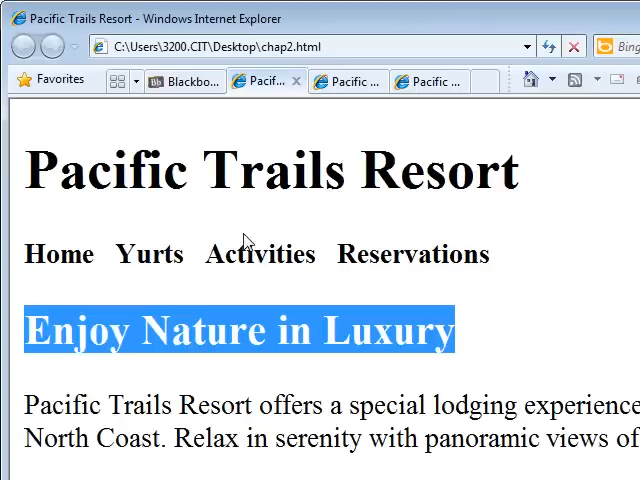 Pacific Trails Resort - Windows Internet Explorer
C:\Users\3200.CIT\Desktop\chap2.html
Bing
Favorites
Bb Blackbo...
Pacif...
Pacific ...
Pacific ...
Pacific Trails Resort
Home Yurts Activities Reservations
Enjoy Nature in Luxury
Pacific Trails Resort offers a special lodging experience
North Coast. Relax in serenity with panoramic views of